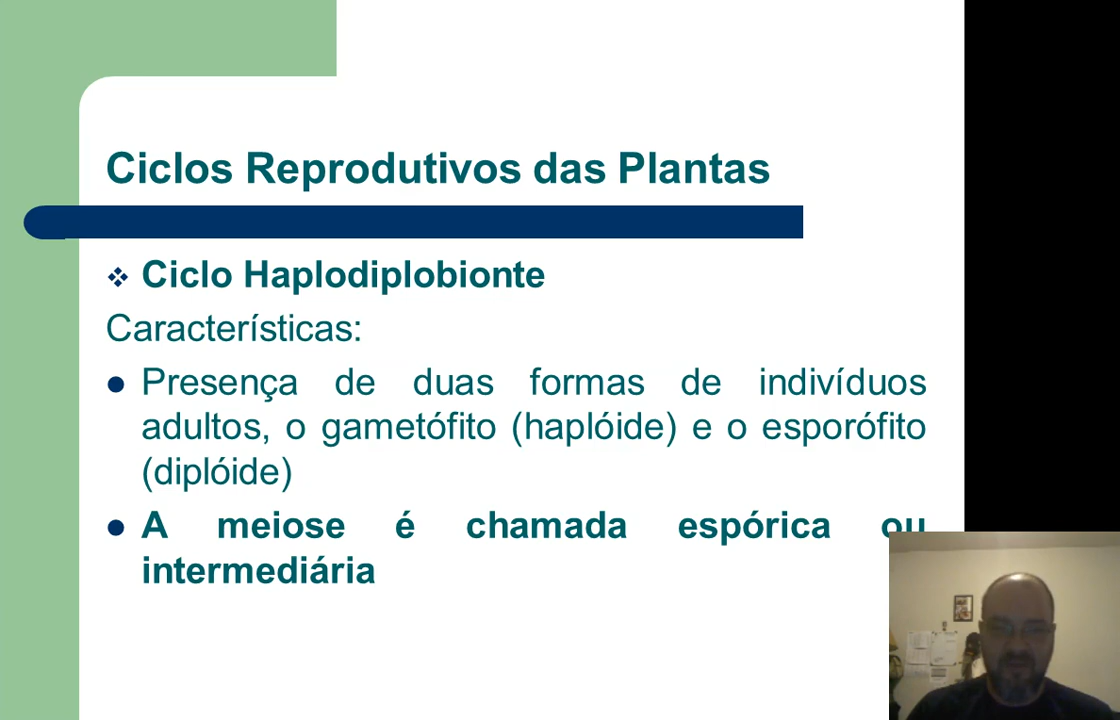 Ciclos Reprodutivos das Plantas
Ciclo Haplodiplobionte
Características:
Presença de duas formas de indivíduos
adultos, o gametófito (haplóide) e o esporófito
(diplóide)
A meiose é chamada espórica ou
intermediária